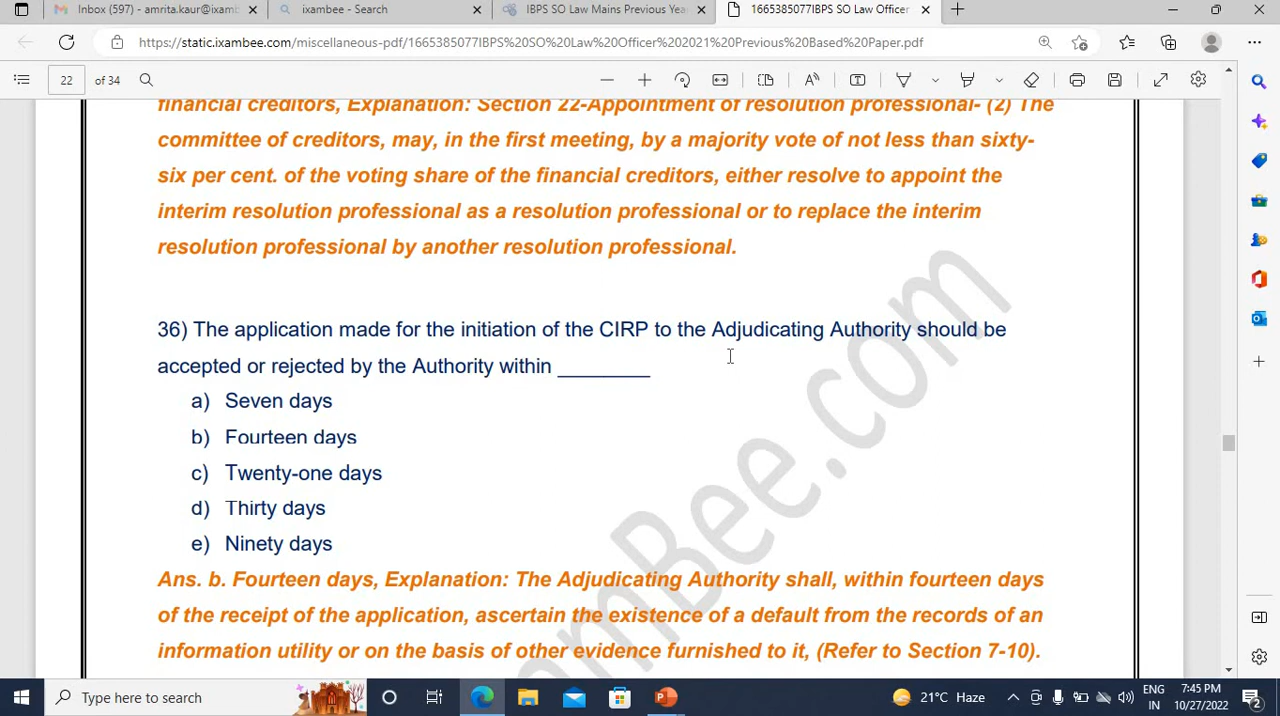 Inbox (597) - amrita.kaur@ixam
ixambee - Search
IBPS SO Law Mains Previous Yea
1665385077IBPS SO Law Officer
https://static.ixambee.com/miscellaneous-pdf/1665385077IBPS%20SO%20Law%20Officer%202021%20Previous%20Based%20Paper.pdf
22 of 34
financial creditors, Explanation: Section 22-Appointment of resolution professional- (2) The
committee of creditors, may, in the first meeting, by a majority vote of not less than sixty-
six per cent. of the voting share of the financial creditors, either resolve to appoint the
interim resolution professional as a resolution professional or to replace the interim
resolution professional by another resolution professional.
36) The application made for the initiation of the CIRP to the Adjudicating Authority should be
accepted or rejected by the Authority within ________
a) Seven days
b) Fourteen days
c) Twenty-one days
d) Thirty days
e) Ninety days
Ans. b. Fourteen days, Explanation: The Adjudicating Authority shall, within fourteen days
of the receipt of the application, ascertain the existence of a default from the records of an
information utility or on the basis of other evidence furnished to it, (Refer to Section 7-10).
amBee.com
Type here to search
21°C Haze
ENG
IN
7:45 PM
10/27/2022
2